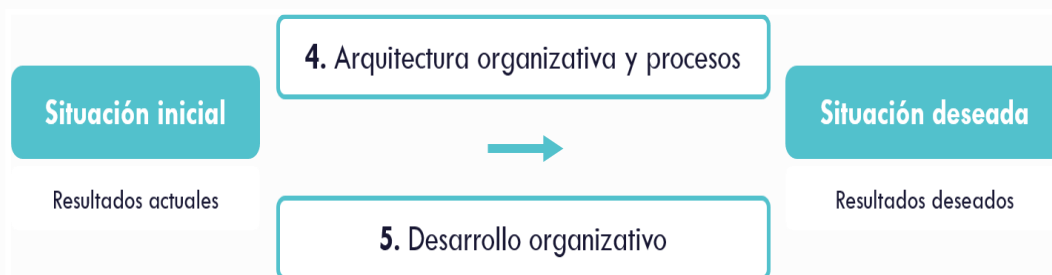 4. Arquitectura organizativa y procesos
Situación inicial
Situación deseada
Resultados actuales
Resultados deseados
5. Desarrollo organizativo